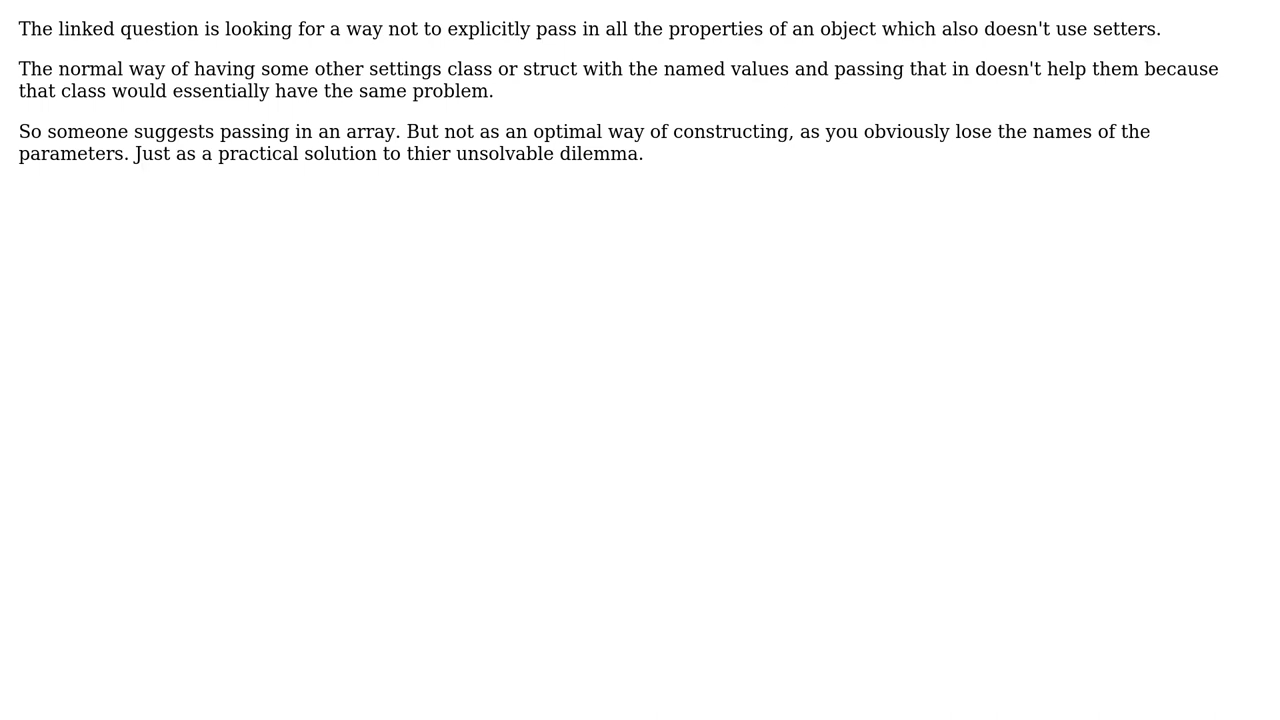 The linked question is looking for a way not to explicitly pass in all the properties of an object which also doesn't use setters.
The normal way of having some other settings class or struct with the named values and passing that in doesn't help them because
that class would essentially have the same problem.
So someone suggests passing in an array. But not as an optimal way of constructing, as you obviously lose the names of the
parameters. Just as a practical solution to thier unsolvable dilemma.